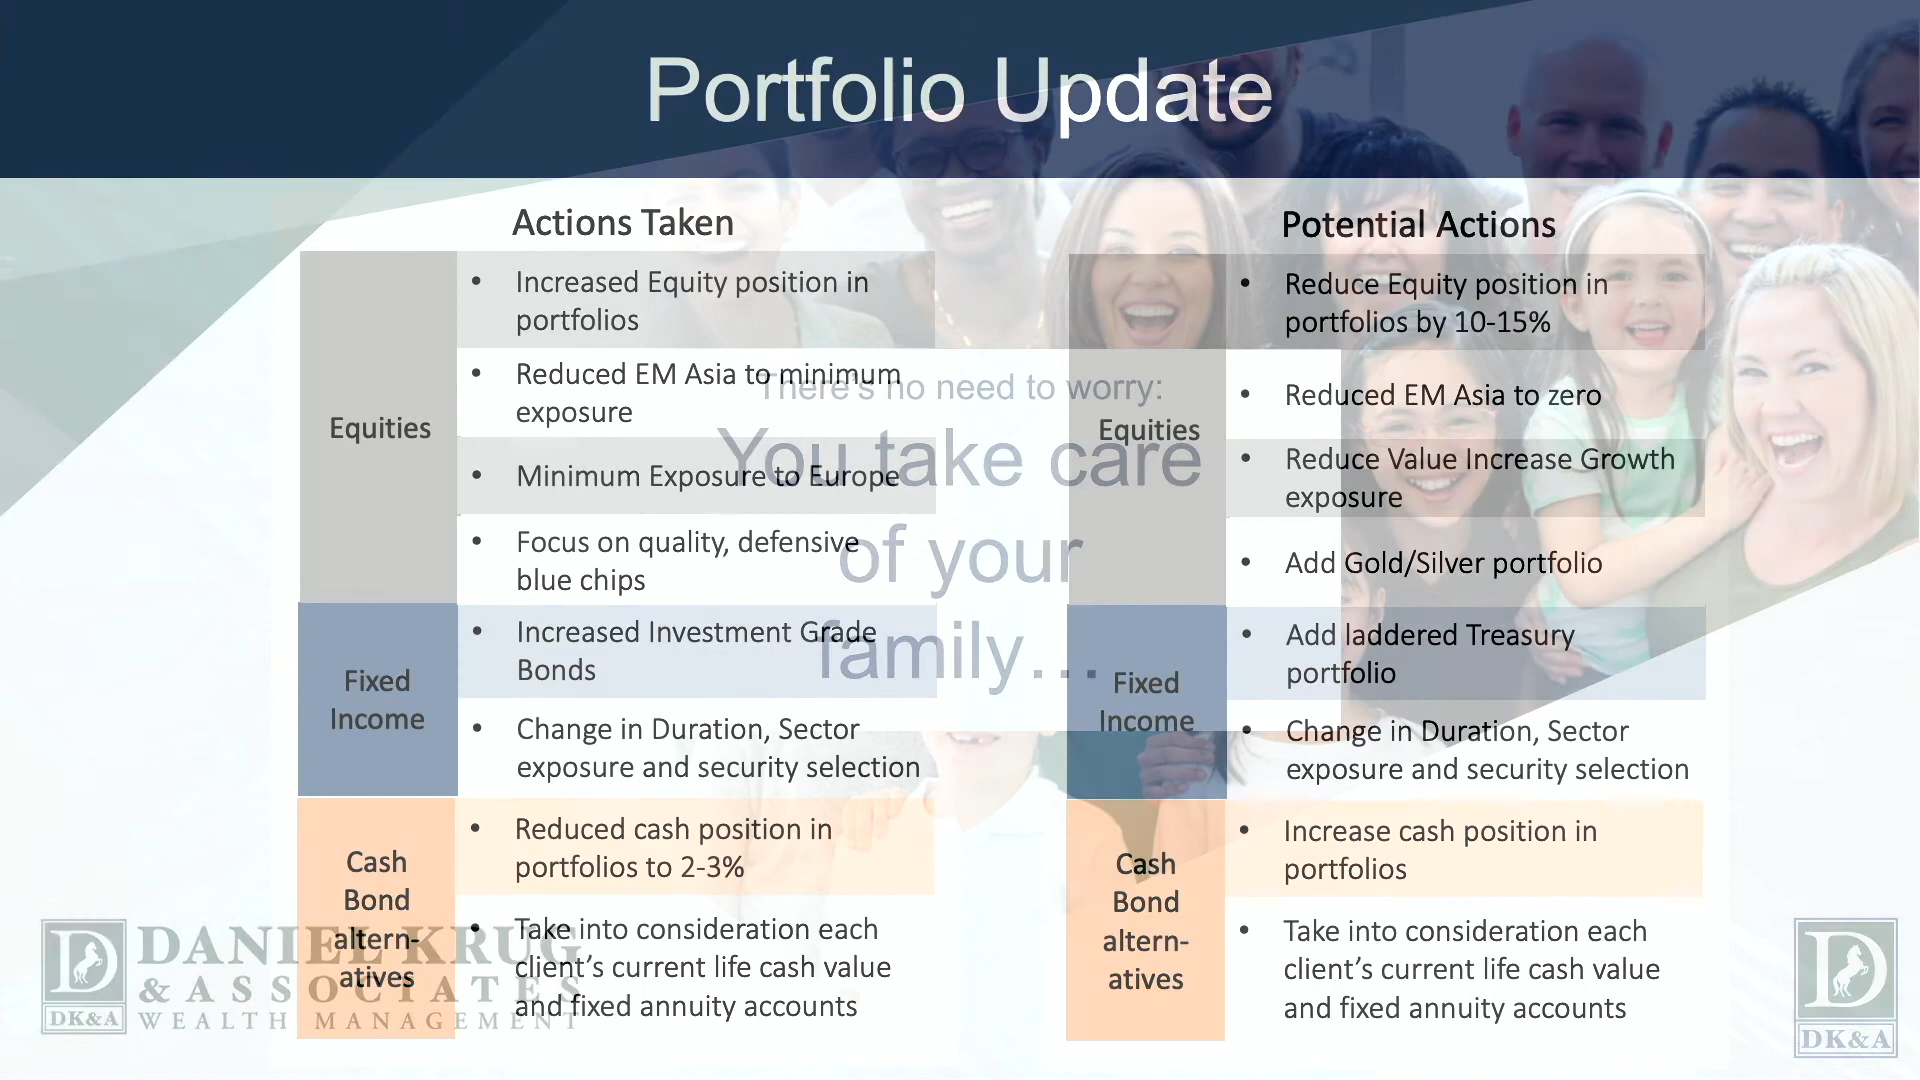 Portfolio Update
Actions Taken
Equities
• Increased Equity position in
portfolios
• Reduced EM Asia to minimum
exposure
• Minimum Exposure to Europe
• Focus on quality, defensive
blue chips
Fixed
Income
• Increased Investment Grade
Bonds
• Change in Duration, Sector
exposure and security selection
Cash
Bond
altern-
atives
• Reduced cash position in
portfolios to 2-3%
• Take into consideration each
client’s current life cash value
and fixed annuity accounts
Potential Actions
Equities
• Reduce Equity position in
portfolios by 10-15%
• Reduced EM Asia to zero
• Reduce Value Increase Growth
exposure
• Add Gold/Silver portfolio
Fixed
Income
• Add laddered Treasury
portfolio
• Change in Duration, Sector
exposure and security selection
Cash
Bond
altern-
atives
• Increase cash position in
portfolios
• Take into consideration each
client’s current life cash value
and fixed annuity accounts
There's no need to worry:
You take care
of your
family…
D
DK&A
DANIEL KRUG
& ASSOCIATES
WEALTH MANAGEMENT
D
DK&A